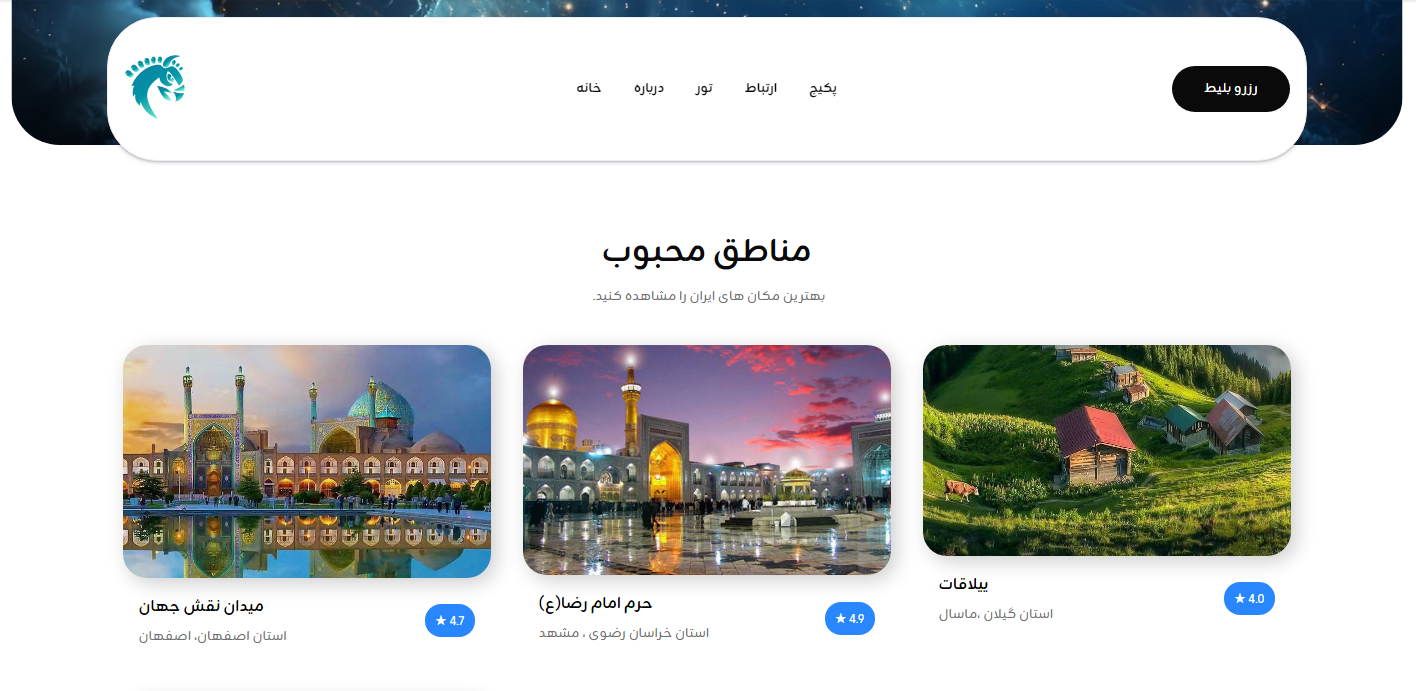 رزرو بلیط
پکیج
ارتباط
تور
درباره
خانه
مناطق محبوب
بهترین مکان های ایران را مشاهده کنید.
ییلاقات
استان گیلان ،ماسال
4.0 ★
حرم امام رضا(ع)
استان خراسان رضوی ، مشهد
4.9 ★
میدان نقش جهان
استان اصفهان، اصفهان
4.7 ★